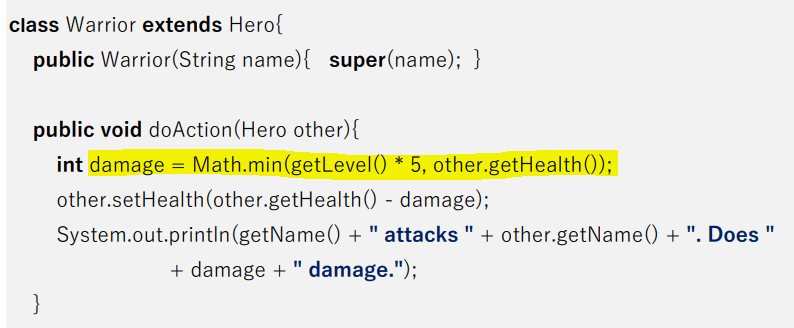 class Warrior extends Hero{
public Warrior(String name){ super(name); }
public void doAction(Hero other){
int damage = Math.min(getLevel() * 5, other.getHealth());
other.setHealth(other.getHealth() - damage);
System.out.println(getName() + " attacks " + other.getName() + ". Does "
+ damage + " damage.");
}